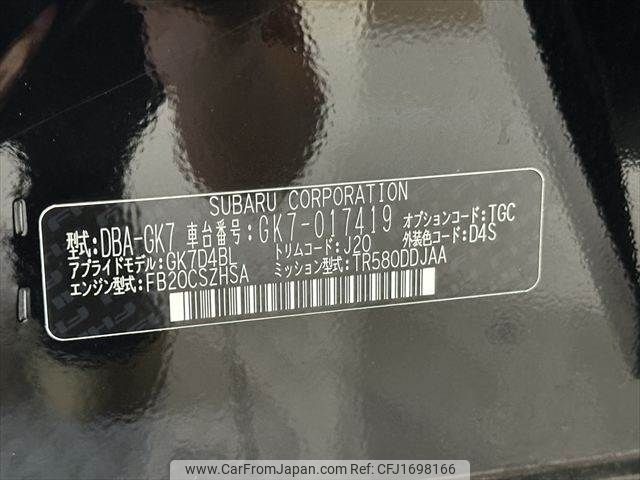 SUBARU CORPORATION
型式:DBA-GK7 車台番号:GK7-017419 オプションコード:TGC
アプライドモデル:GK7D4BL トリムコード:J20 外装色コード:D4S
エンジン型式:FB20CSZHSA ミッション型式:TR580DDJAA
www.CarFromJapan.com | Ref ID:CFJ1698166